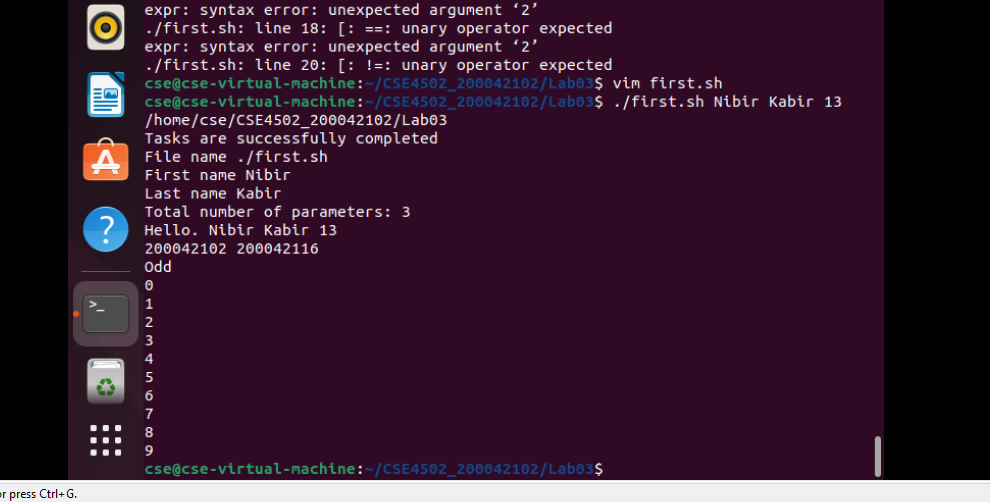 expr: syntax error: unexpected argument ‘2’
./first.sh: line 18: [: ==: unary operator expected
expr: syntax error: unexpected argument ‘2’
./first.sh: line 20: [: !=: unary operator expected
cse@cse-virtual-machine:~/CSE4502_200042102/Lab03$ vim first.sh
cse@cse-virtual-machine:~/CSE4502_200042102/Lab03$ ./first.sh Nibir Kabir 13
/home/cse/CSE4502_200042102/Lab03
Tasks are successfully completed
File name ./first.sh
First name Nibir
Last name Kabir
Total number of parameters: 3
Hello. Nibir Kabir 13
200042102 200042116
Odd
0
1
2
3
4
5
6
7
8
9
cse@cse-virtual-machine:~/CSE4502_200042102/Lab03$
or press Ctrl+G.